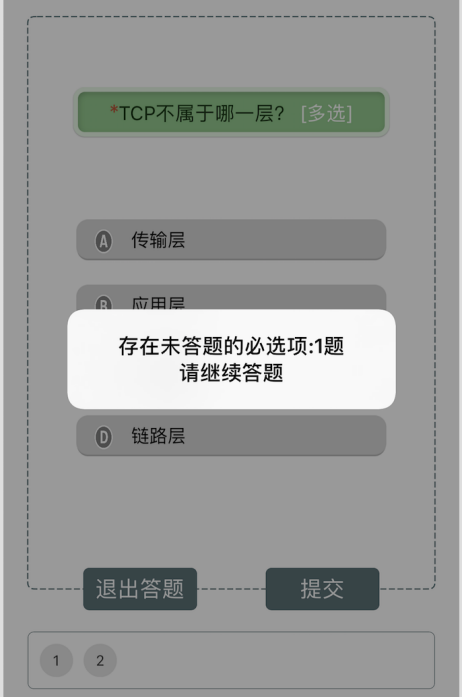 *TCP不属于哪一层？ [多选]
A 传输层
B 应用层
存在未答题的必选项:1题
请继续答题
D 链路层
退出答题 提交
1 2